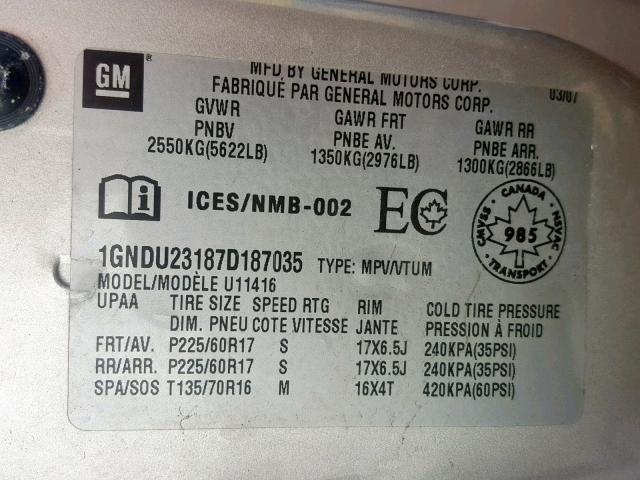 GM
MFD BY GENERAL MOTORS CORP.
FABRIQUÉ PAR GENERAL MOTORS CORP.
03/07
GVWR
PNBV
2550KG(5622LB)
GAWR FRT
PNBE AV.
1350KG(2976LB)
GAWR RR
PNBE ARR.
1300KG(2866LB)
i
ICES/NMB-002
EC
CANADA
CMVSS
985
NSVAC
TRANSPORT
1GNDU23187D187035 TYPE: MPV/VTUM
MODEL/MODÈLE U11416
UPAA TIRE SIZE SPEED RTG RIM COLD TIRE PRESSURE
DIM. PNEU COTE VITESSE JANTE PRESSION À FROID
FRT/AV. P225/60R17 S 17X6.5J 240KPA(35PSI)
RR/ARR. P225/60R17 S 17X6.5J 240KPA(35PSI)
SPA/SOS T135/70R16 M 16X4T 420KPA(60PSI)